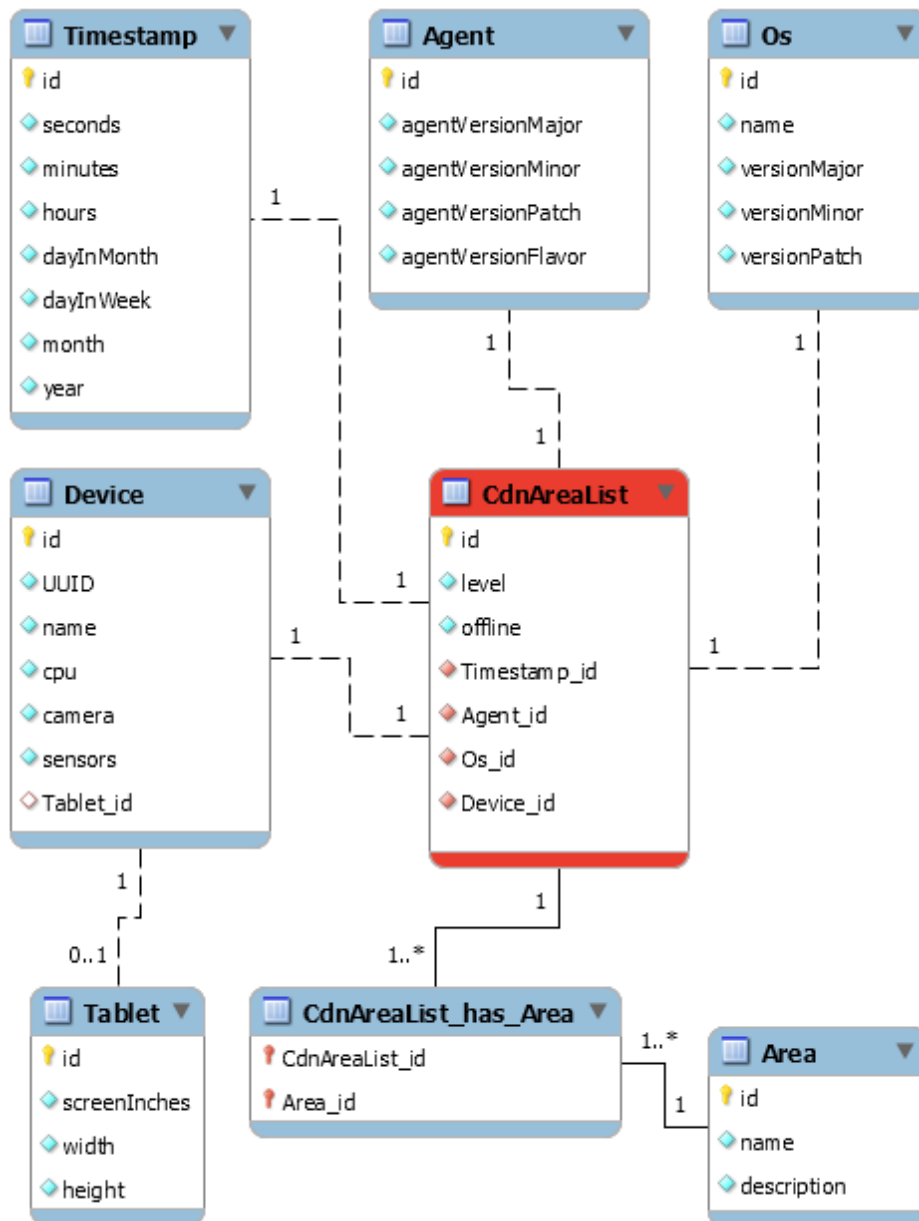 Timestamp
id
seconds
minutes
hours
dayInMonth
dayInWeek
month
year
Agent
id
agentVersionMajor
agentVersionMinor
agentVersionPatch
agentVersionFlavor
Os
id
name
versionMajor
versionMinor
versionPatch
1
1
1
1
1
1
Device
id
UUID
name
cpu
camera
sensors
Tablet_id
1
1
CdnAreaList
id
level
offline
Timestamp_id
Agent_id
Os_id
Device_id
1
0..1
1
1..*
Tablet
id
screenInches
width
height
CdnAreaList_has_Area
CdnAreaList_id
Area_id
1..*
1
Area
id
name
description